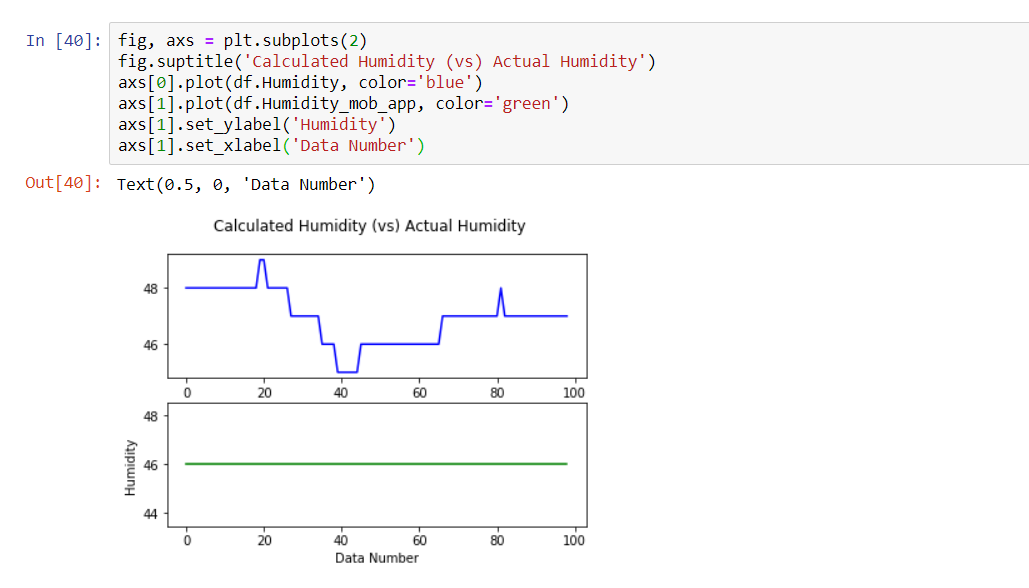 In [40]: fig, axs = plt.subplots(2)
fig.suptitle('Calculated Humidity (vs) Actual Humidity')
axs[0].plot(df.Humidity, color='blue')
axs[1].plot(df.Humidity_mob_app, color='green')
axs[1].set_ylabel('Humidity')
axs[1].set_xlabel('Data Number')
Out[40]: Text(0.5, 0, 'Data Number')
Calculated Humidity (vs) Actual Humidity
48
46
0 20 40 60 80 100
48
46
44
Humidity
0 20 40 60 80 100
Data Number